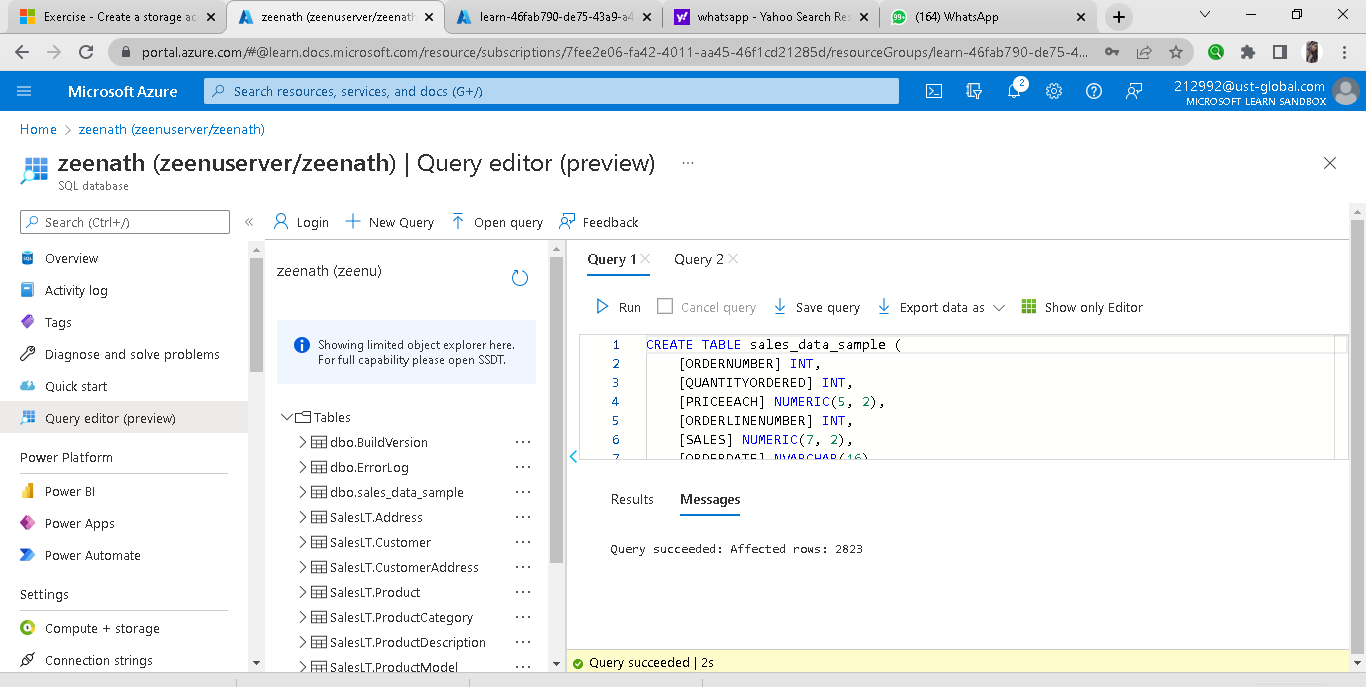 Exercise - Create a storage ac
zeenath (zeenuserver/zeenath
learn-46fab790-de75-43a9-a4
whatsapp - Yahoo Search Res
99+
(164) WhatsApp
portal.azure.com/#@learn.docs.microsoft.com/resource/subscriptions/7fee2e06-fa42-4011-aa45-46f1cd21285d/resourceGroups/learn-46fab790-de75-4...
Microsoft Azure
Search resources, services, and docs (G+/)
2
212992@ust-global.com
MICROSOFT LEARN SANDBOX
Home > zeenath (zeenuserver/zeenath)
zeenath (zeenuserver/zeenath) | Query editor (preview) ...
SQL database
Search (Ctrl+/)
«
Login
New Query
Open query
Feedback
Overview
Activity log
Tags
Diagnose and solve problems
Quick start
Query editor (preview)
Power Platform
Power BI
Power Apps
Power Automate
Settings
Compute + storage
Connection strings
zeenath (zeenu)
Showing limited object explorer here.
For full capability please open SSDT.
Tables
dbo.BuildVersion ...
dbo.ErrorLog ...
dbo.sales_data_sample ...
SalesLT.Address ...
SalesLT.Customer ...
SalesLT.CustomerAddress ...
SalesLT.Product ...
SalesLT.ProductCategory ...
SalesLT.ProductDescription ...
SalesLT.ProductModel ...
Query 1
Query 2
Run
Cancel query
Save query
Export data as
Show only Editor
1 CREATE TABLE sales_data_sample (
2 [ORDERNUMBER] INT,
3 [QUANTITYORDERED] INT,
4 [PRICEEACH] NUMERIC(5, 2),
5 [ORDERLINENUMBER] INT,
6 [SALES] NUMERIC(7, 2),
7 [ORDERDATE] NVARCHAR(16)
Results
Messages
Query succeeded: Affected rows: 2823
Query succeeded | 2s